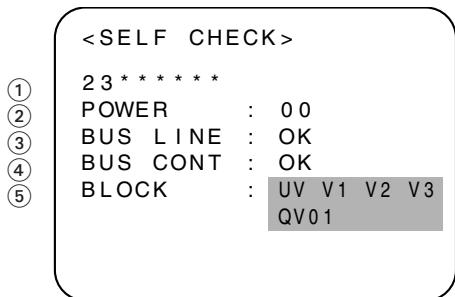 <SELF CHECK>
① 23******
② POWER : 00
③ BUS LINE : OK
④ BUS CONT : OK
⑤ BLOCK : UV V1 V2 V3
QV01